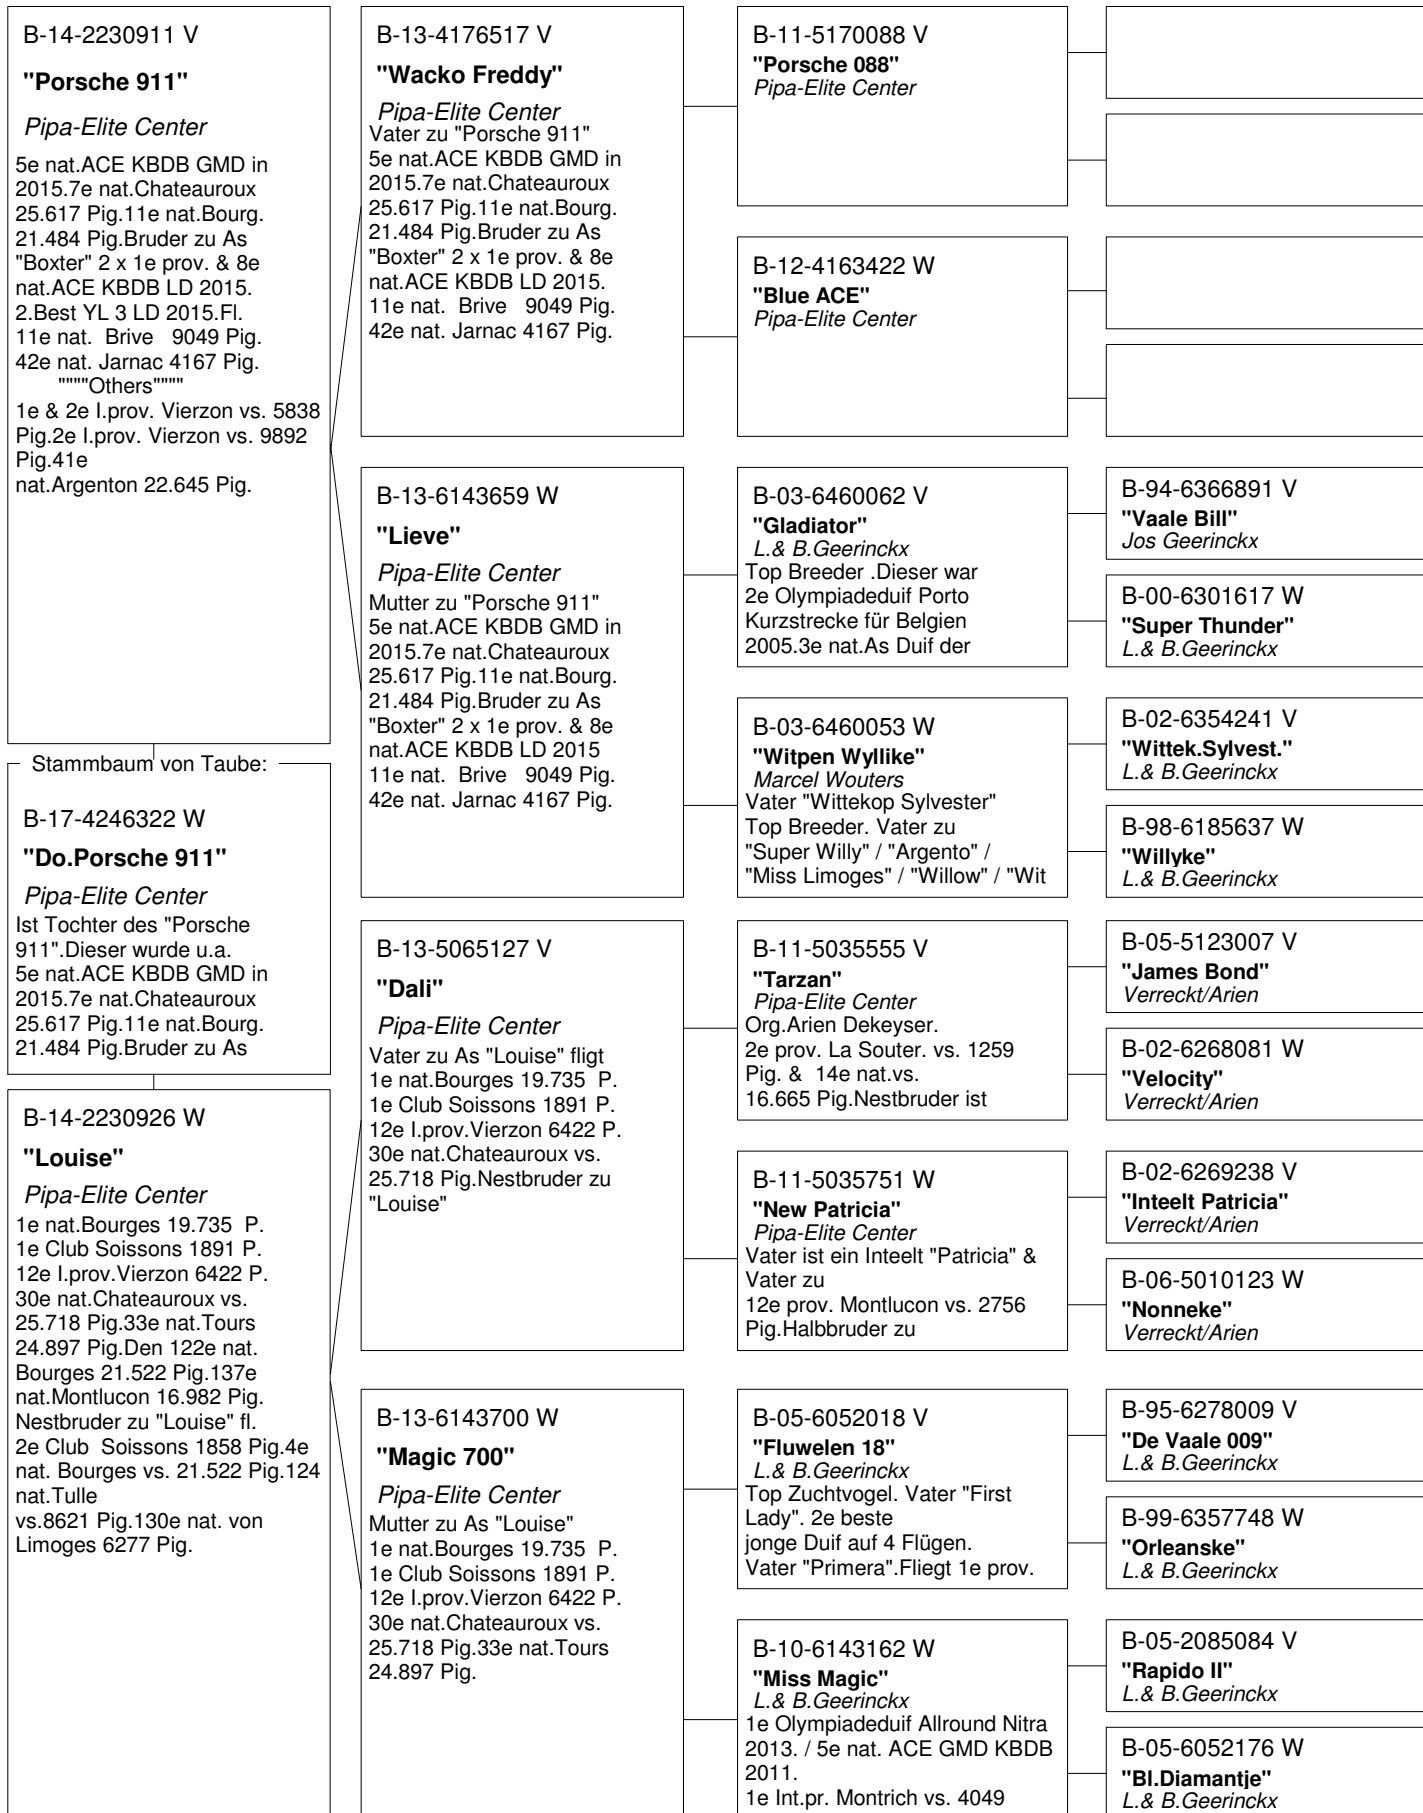 B-14-2230911 V
"Porsche 911"
Pipa-Elite Center
5e nat.ACE KBDB GMD in
2015.7e nat.Chateauroux
25.617 Pig.11e nat.Bourg.
21.484 Pig.Bruder zu As
"Boxter" 2 x 1e prov. & 8e
nat.ACE KBDB LD 2015.
2.Best YL 3 LD 2015.Fl.
11e nat.  Brive   9049 Pig.
42e nat. Jarnac 4167 Pig.
""""Others""""
1e & 2e I.prov. Vierzon vs. 5838
Pig.2e I.prov. Vierzon vs. 9892
Pig.41e
nat.Argenton 22.645 Pig.
Stammbaum von Taube:
B-17-4246322 W
"Do.Porsche 911"
Pipa-Elite Center
Ist Tochter des "Porsche
911".Dieser wurde u.a.
5e nat.ACE KBDB GMD in
2015.7e nat.Chateauroux
25.617 Pig.11e nat.Bourg.
21.484 Pig.Bruder zu As
B-14-2230926 W
"Louise"
Pipa-Elite Center
1e nat.Bourges 19.735  P.
1e Club Soissons 1891 P.
12e I.prov.Vierzon 6422 P.
30e nat.Chateauroux vs.
25.718 Pig.33e nat.Tours
24.897 Pig.Den 122e nat.
Bourges 21.522 Pig.137e
nat.Montlucon 16.982 Pig.
Nestbruder zu "Louise" fl.
2e Club  Soissons 1858 Pig.4e
nat. Bourges vs. 21.522 Pig.124
nat.Tulle
vs.8621 Pig.130e nat. von
Limoges 6277 Pig.
B-13-4176517 V
"Wacko Freddy"
Pipa-Elite Center
Vater zu "Porsche 911"
5e nat.ACE KBDB GMD in
2015.7e nat.Chateauroux
25.617 Pig.11e nat.Bourg.
21.484 Pig.Bruder zu As
"Boxter" 2 x 1e prov. & 8e
nat.ACE KBDB LD 2015.
11e nat.  Brive   9049 Pig.
42e nat. Jarnac 4167 Pig.
B-13-6143659 W
"Lieve"
Pipa-Elite Center
Mutter zu "Porsche 911"
5e nat.ACE KBDB GMD in
2015.7e nat.Chateauroux
25.617 Pig.11e nat.Bourg.
21.484 Pig.Bruder zu As
"Boxter" 2 x 1e prov. & 8e
nat.ACE KBDB LD 2015
11e nat.  Brive   9049 Pig.
42e nat. Jarnac 4167 Pig.
B-13-5065127 V
"Dali"
Pipa-Elite Center
Vater zu As "Louise" fligt
1e nat.Bourges 19.735  P.
1e Club Soissons 1891 P.
12e I.prov.Vierzon 6422 P.
30e nat.Chateauroux vs.
25.718 Pig.Nestbruder zu
"Louise"
B-13-6143700 W
"Magic 700"
Pipa-Elite Center
Mutter zu As "Louise"
1e nat.Bourges 19.735  P.
1e Club Soissons 1891 P.
12e I.prov.Vierzon 6422 P.
30e nat.Chateauroux vs.
25.718 Pig.33e nat.Tours
24.897 Pig.
B-11-5170088 V
"Porsche 088"
Pipa-Elite Center
B-12-4163422 W
"Blue ACE"
Pipa-Elite Center
B-03-6460062 V
"Gladiator"
L.& B.Geerinckx
Top Breeder .Dieser war
2e Olympiadeduif Porto
Kurzstrecke für Belgien
2005.3e nat.As Duif der
B-03-6460053 W
"Witpen Wyllike"
Marcel Wouters
Vater "Wittekop Sylvester"
Top Breeder. Vater zu
"Super Willy" / "Argento" /
"Miss Limoges" / "Willow" / "Wit
B-11-5035555 V
"Tarzan"
Pipa-Elite Center
Org.Arien Dekeyser.
2e prov. La Souter. vs. 1259
Pig. &  14e nat.vs.
16.665 Pig.Nestbruder ist
B-11-5035751 W
"New Patricia"
Pipa-Elite Center
Vater ist ein Inteelt "Patricia" &
Vater zu
12e prov. Montlucon vs. 2756
Pig.Halbbruder zu
B-05-6052018 V
"Fluwelen 18"
L.& B.Geerinckx
Top Zuchtvogel. Vater "First
Lady". 2e beste
jonge Duif auf 4 Flügen.
Vater "Primera".Fliegt 1e prov.
B-10-6143162 W
"Miss Magic"
L.& B.Geerinckx
1e Olympiadeduif Allround Nitra
2013. / 5e nat. ACE GMD KBDB
2011.
1e Int.pr. Montrich vs. 4049
B-94-6366891 V
"Vaale Bill"
Jos Geerinckx
B-00-6301617 W
"Super Thunder"
L.& B.Geerinckx
B-02-6354241 V
"Wittek.Sylvest."
L.& B.Geerinckx
B-98-6185637 W
"Willyke"
L.& B.Geerinckx
B-05-5123007 V
"James Bond"
Verreckt/Arien
B-02-6268081 W
"Velocity"
Verreckt/Arien
B-02-6269238 V
"Inteelt Patricia"
Verreckt/Arien
B-06-5010123 W
"Nonneke"
Verreckt/Arien
B-95-6278009 V
"De Vaale 009"
L.& B.Geerinckx
B-99-6357748 W
"Orleanske"
L.& B.Geerinckx
B-05-2085084 V
"Rapido II"
L.& B.Geerinckx
B-05-6052176 W
"Bl.Diamantje"
L.& B.Geerinckx